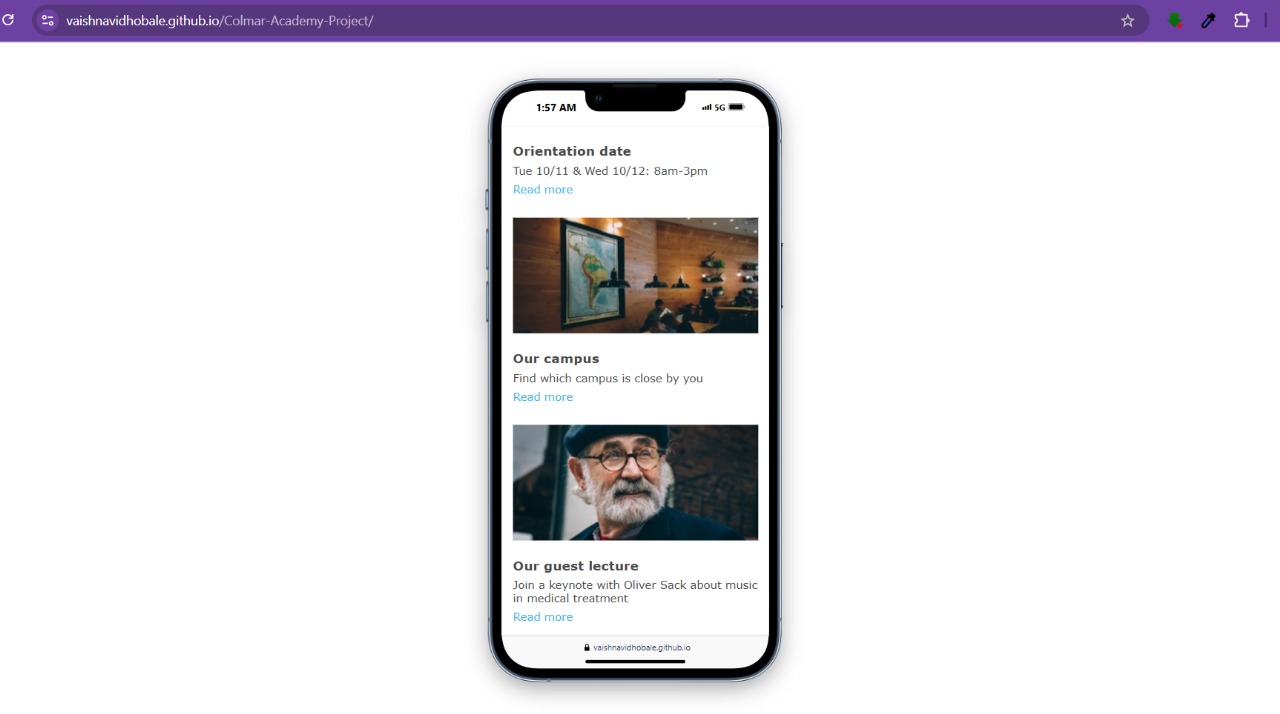 vaishnavidhobale.github.io/Colmar-Academy-Project/
1:57 AM 5G
Orientation date
Tue 10/11 & Wed 10/12: 8am-3pm
Read more
Our campus
Find which campus is close by you
Read more
Our guest lecture
Join a keynote with Oliver Sack about music
in medical treatment
Read more
vaishnavidhobale.github.io